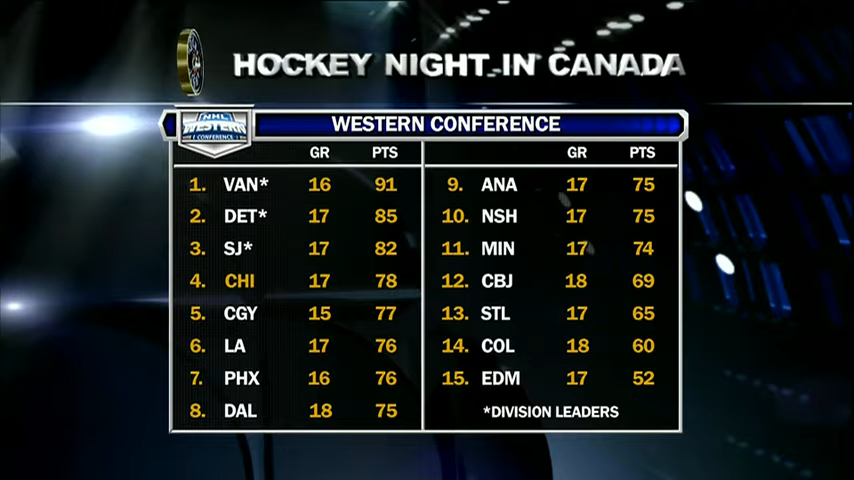 HOCKEY NIGHT IN CANADA
NHL
WESTERN
CONFERENCE
WESTERN CONFERENCE
GR PTS
1. VAN* 16 91
2. DET* 17 85
3. SJ* 17 82
4. CHI 17 78
5. CGY 15 77
6. LA 17 76
7. PHX 16 76
8. DAL 18 75
GR PTS
9. ANA 17 75
10. NSH 17 75
11. MIN 17 74
12. CBJ 18 69
13. STL 17 65
14. COL 18 60
15. EDM 17 52
*DIVISION LEADERS